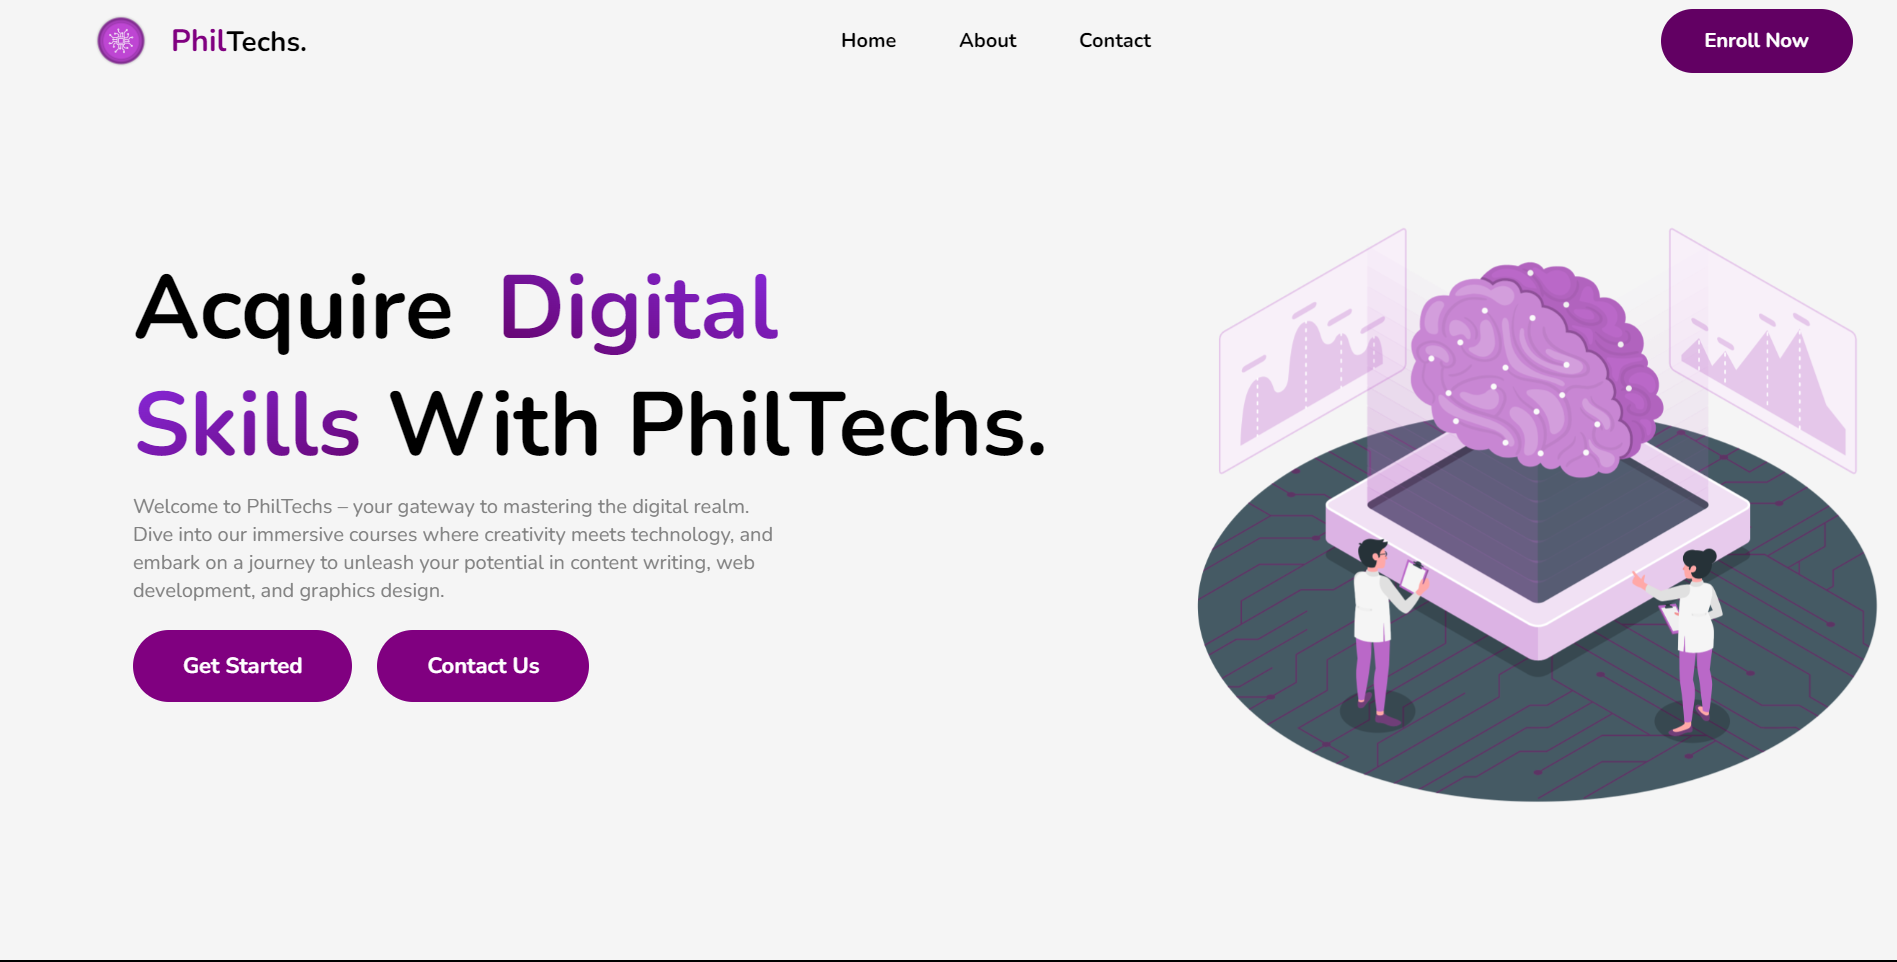 PhilTechs.
Home
About
Contact
Enroll Now
Acquire Digital
Skills With PhilTechs.
Welcome to PhilTechs – your gateway to mastering the digital realm.
Dive into our immersive courses where creativity meets technology, and
embark on a journey to unleash your potential in content writing, web
development, and graphics design.
Get Started
Contact Us